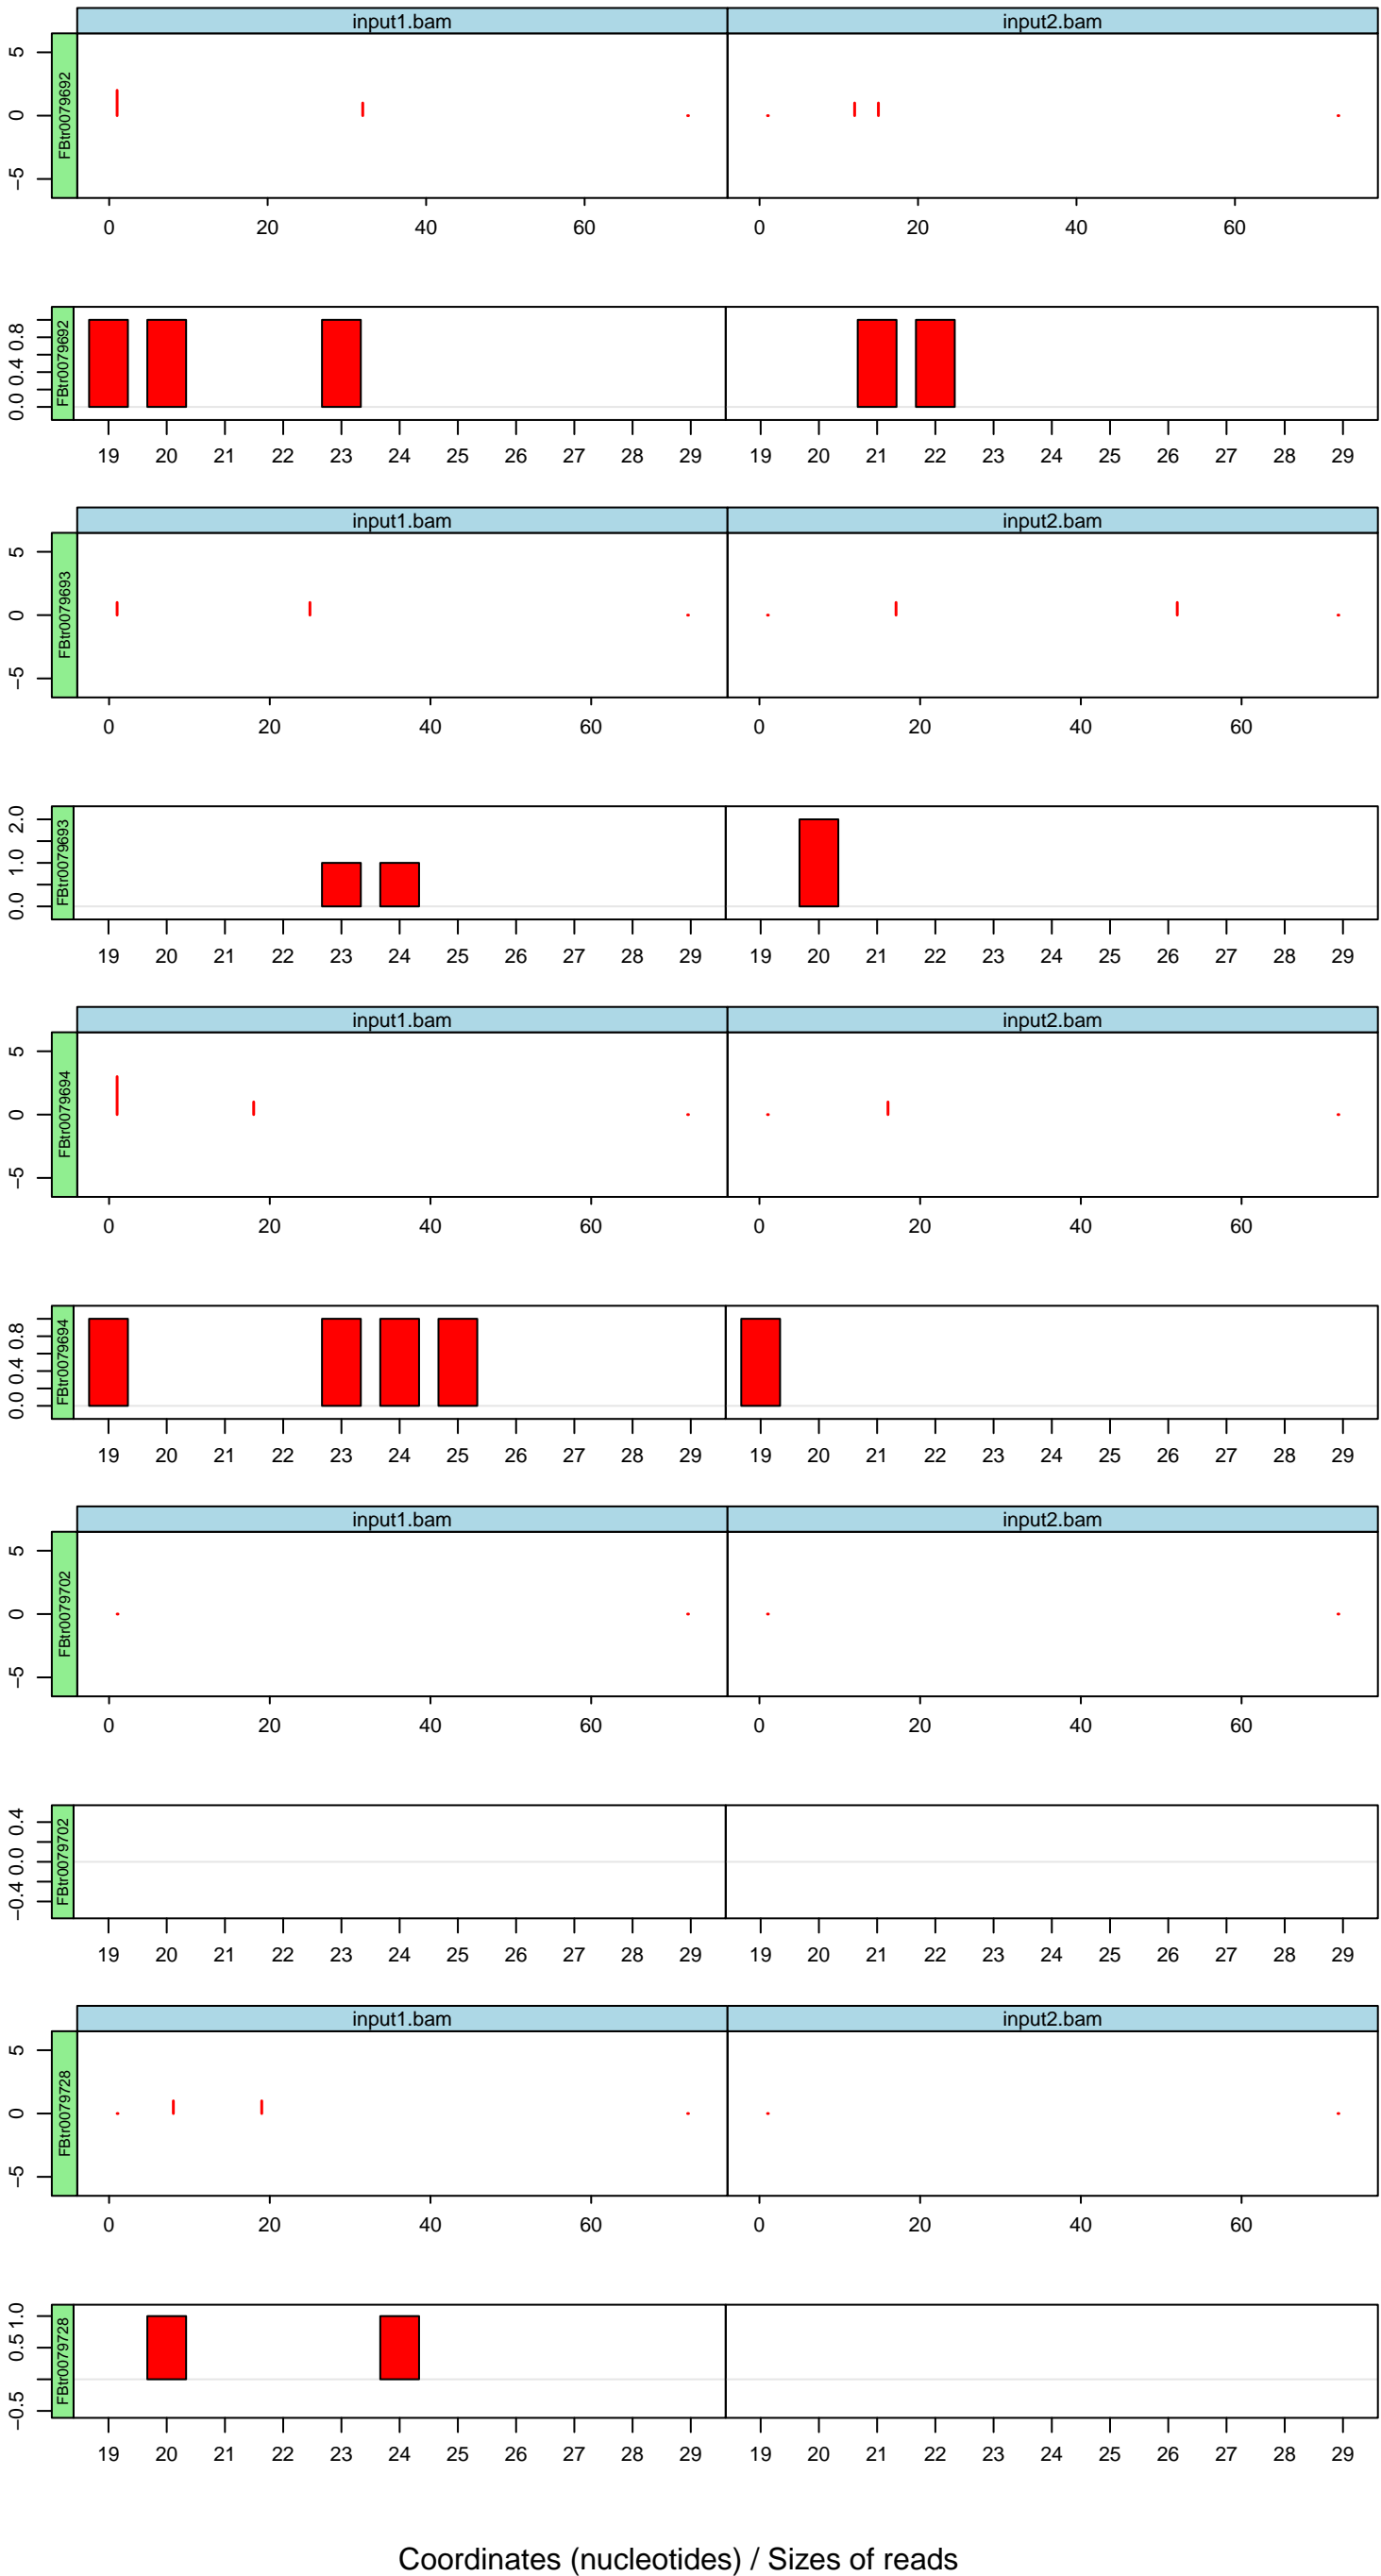 input1.bam input2.bam
FBtr0079692
5
0
−5
0 20 40 60 0 20 40 60
FBtr0079692
0.0 0.4 0.8
19 20 21 22 23 24 25 26 27 28 29 19 20 21 22 23 24 25 26 27 28 29
input1.bam input2.bam
FBtr0079693
5
0
−5
0 20 40 60 0 20 40 60
FBtr0079693
0.0 1.0 2.0
19 20 21 22 23 24 25 26 27 28 29 19 20 21 22 23 24 25 26 27 28 29
input1.bam input2.bam
FBtr0079694
5
0
−5
0 20 40 60 0 20 40 60
FBtr0079694
0.0 0.4 0.8
19 20 21 22 23 24 25 26 27 28 29 19 20 21 22 23 24 25 26 27 28 29
input1.bam input2.bam
FBtr0079702
5
0
−5
0 20 40 60 0 20 40 60
FBtr0079702
−0.4 0.0 0.4
19 20 21 22 23 24 25 26 27 28 29 19 20 21 22 23 24 25 26 27 28 29
input1.bam input2.bam
FBtr0079728
5
0
−5
0 20 40 60 0 20 40 60
FBtr0079728
−0.5 0.5 1.0
19 20 21 22 23 24 25 26 27 28 29 19 20 21 22 23 24 25 26 27 28 29
Coordinates (nucleotides) / Sizes of reads